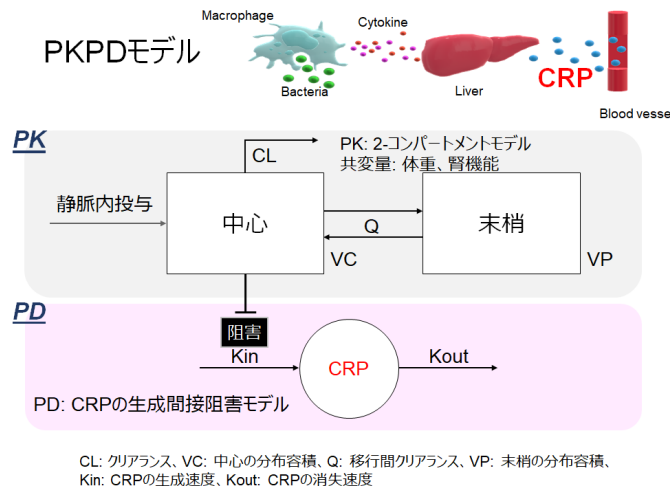 PKPDモデル
Macrophage
Cytokine
Bacteria
Liver
CRP
Blood vesse
PK
CL
PK: 2-コンパートメントモデル
共変量: 体重、腎機能
静脈内投与
中心
Q
末梢
VC
VP
PD
阻害
Kin
CRP
Kout
PD: CRPの生成間接阻害モデル
CL: クリアランス、VC: 中心の分布容積、Q: 移行間クリアランス、VP: 末梢の分布容積、
Kin: CRPの生成速度、Kout: CRPの消失速度